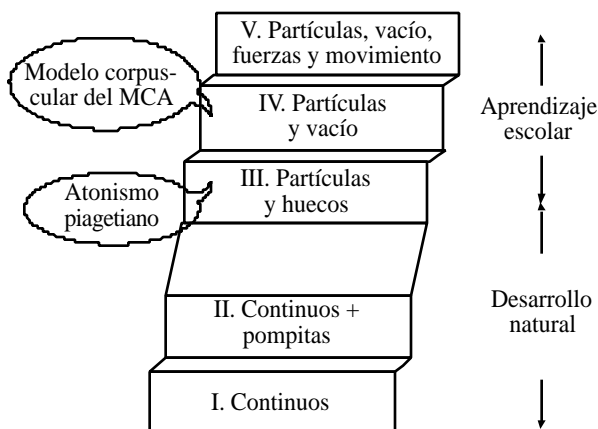 V. Partículas, vacío,
fuerzas y movimiento
Modelo corpus-
cular del MCA
IV. Partículas
y vacío
Aprendizaje
escolar
Atonismo
piagetiano
III. Partículas
y huecos
II. Continuos +
pompitas
Desarrollo
natural
I. Continuos